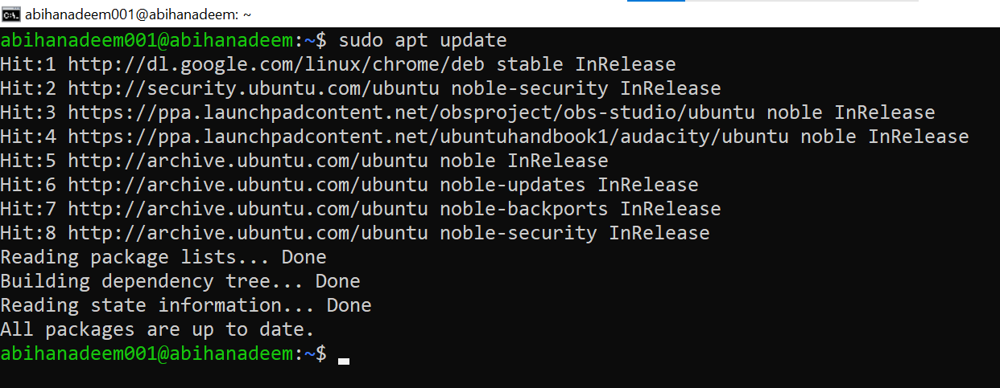 abihanadeem001@abihanadeem: ~
abihanadeem001@abihanadeem:~$ sudo apt update
Hit:1 http://dl.google.com/linux/chrome/deb stable InRelease
Hit:2 http://security.ubuntu.com/ubuntu noble-security InRelease
Hit:3 https://ppa.launchpadcontent.net/obsproject/obs-studio/ubuntu noble InRelease
Hit:4 https://ppa.launchpadcontent.net/ubuntuhandbook1/audacity/ubuntu noble InRelease
Hit:5 http://archive.ubuntu.com/ubuntu noble InRelease
Hit:6 http://archive.ubuntu.com/ubuntu noble-updates InRelease
Hit:7 http://archive.ubuntu.com/ubuntu noble-backports InRelease
Hit:8 http://archive.ubuntu.com/ubuntu noble-security InRelease
Reading package lists... Done
Building dependency tree... Done
Reading state information... Done
All packages are up to date.
abihanadeem001@abihanadeem:~$